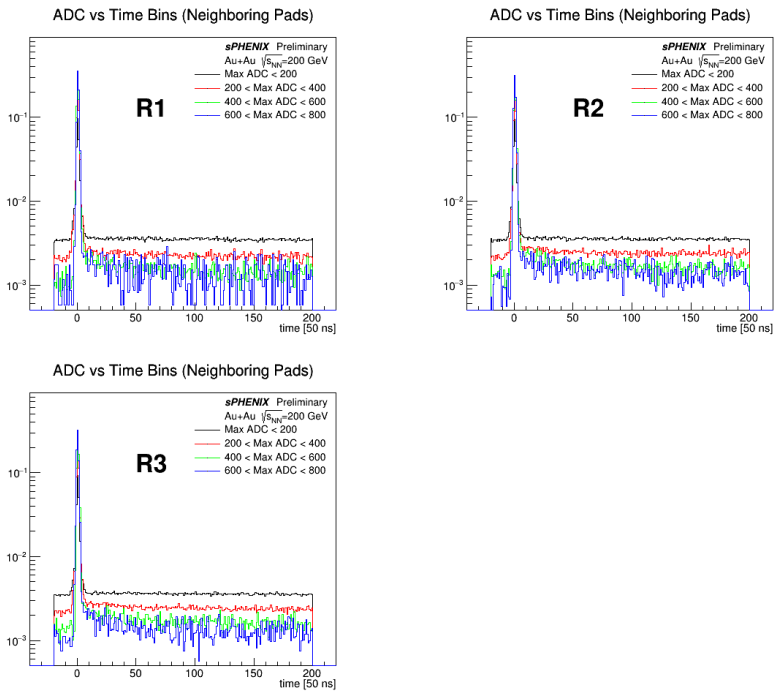 ADC vs Time Bins (Neighboring Pads)
sPHENIX Preliminary
Au+Au √sNN=200 GeV
Max ADC < 200
200 < Max ADC < 400
400 < Max ADC < 600
600 < Max ADC < 800
R1
10−1
10−2
10−3
0 50 100 150 200
time [50 ns]
ADC vs Time Bins (Neighboring Pads)
sPHENIX Preliminary
Au+Au √sNN=200 GeV
Max ADC < 200
200 < Max ADC < 400
400 < Max ADC < 600
600 < Max ADC < 800
R2
10−1
10−2
10−3
0 50 100 150 200
time [50 ns]
ADC vs Time Bins (Neighboring Pads)
sPHENIX Preliminary
Au+Au √sNN=200 GeV
Max ADC < 200
200 < Max ADC < 400
400 < Max ADC < 600
600 < Max ADC < 800
R3
10−1
10−2
10−3
0 50 100 150 200
time [50 ns]